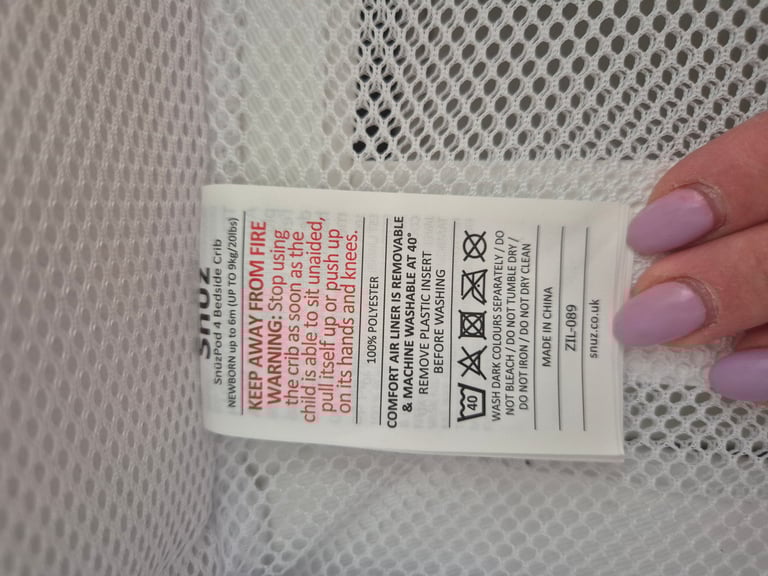 snuz
SnüzPod 4 Bedside Crib
NEWBORN up to 6m (UP TO 9kg/20lbs)
KEEP AWAY FROM FIRE
WARNING: Stop using
the crib as soon as the
child is able to sit unaided,
pull itself up or push up
on its hands and knees.
100% POLYESTER
COMFORT AIR LINER IS REMOVABLE
& MACHINE WASHABLE AT 40°
REMOVE PLASTIC INSERT
BEFORE WASHING
40
WASH DARK COLOURS SEPARATELY / DO
NOT BLEACH / DO NOT TUMBLE DRY /
DO NOT IRON / DO NOT DRY CLEAN
MADE IN CHINA
ZIL-089
snuz.co.uk